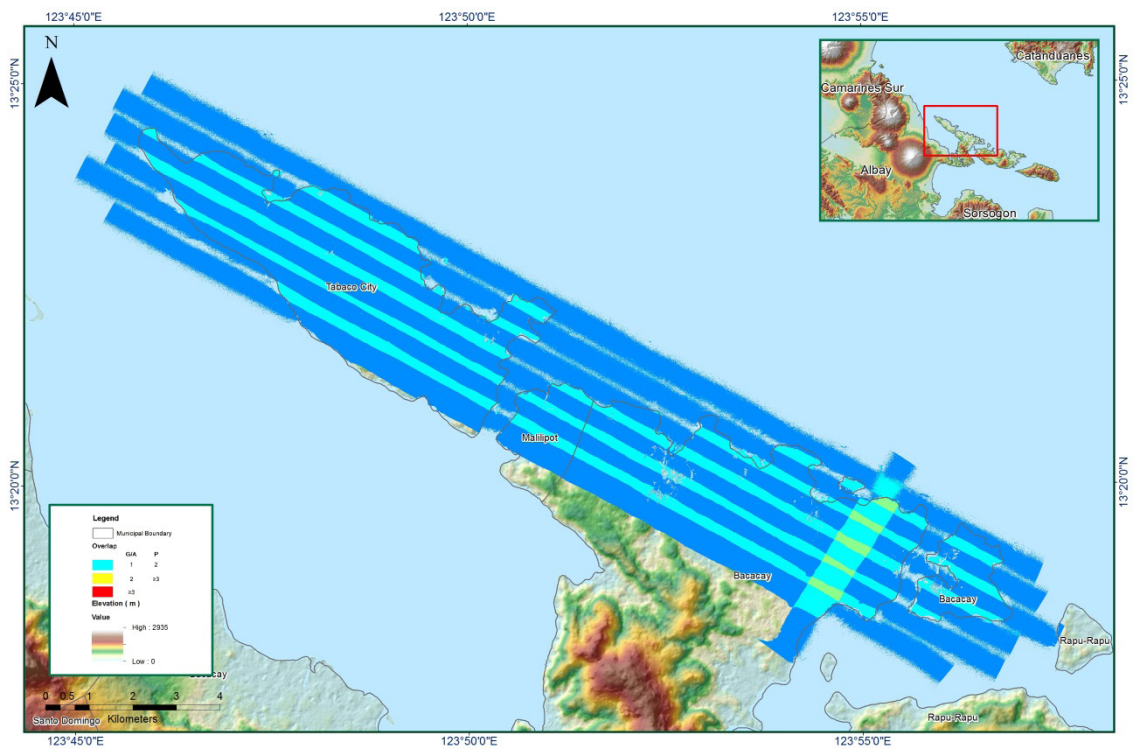 123°45'0"E
123°50'0"E
123°55'0"E
N
13°25'0"N
13°25'0"N
Catanduanes
Camarines Sur
Albay
Sorsogon
Tabaco City
Malilipot
Bacacay
Bacacay
Rapu-Rapu
Rapu-Rapu
13°20'0"N
13°20'0"N
Legend
Municipal Boundary
Overlap
G/A P
1 2
2 ≥3
≥3
Elevation ( m )
Value
High : 2935
Low : 0
0 0.5 1 2 3 4
Kilometers
Santo Domingo
123°45'0"E
123°50'0"E
123°55'0"E